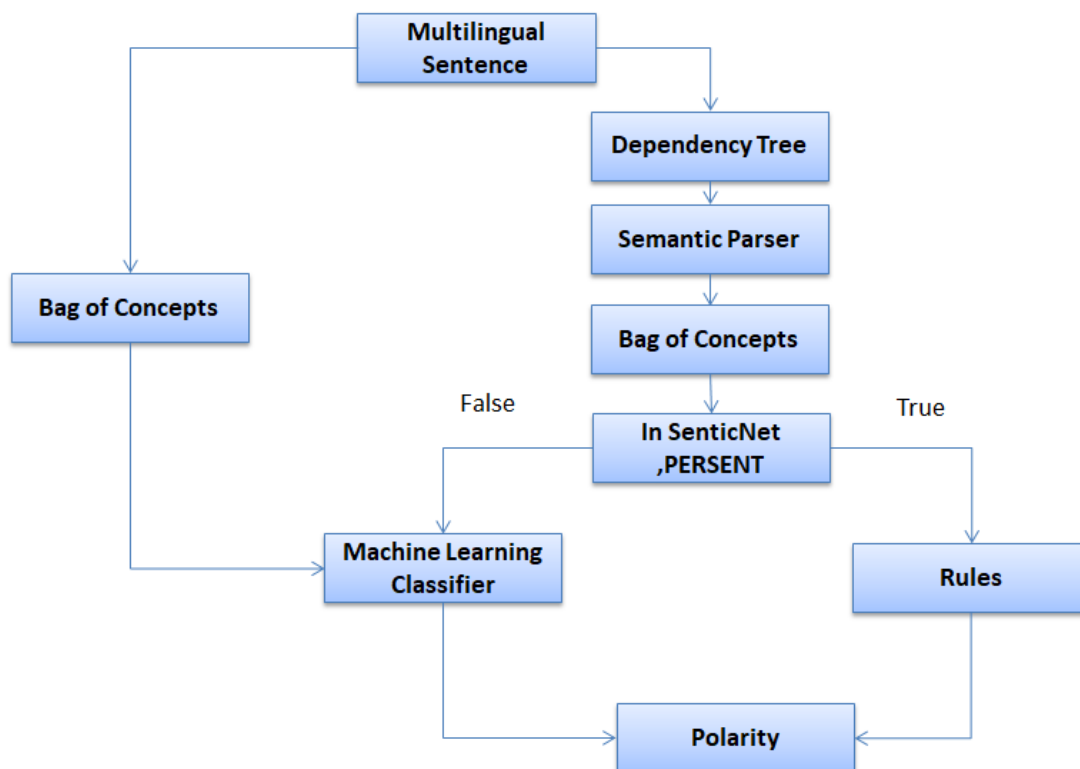 Multilingual
Sentence
Dependency Tree
Semantic Parser
Bag of Concepts
Bag of Concepts
False
True
In SenticNet
,PERSENT
Machine Learning
Classifier
Rules
Polarity